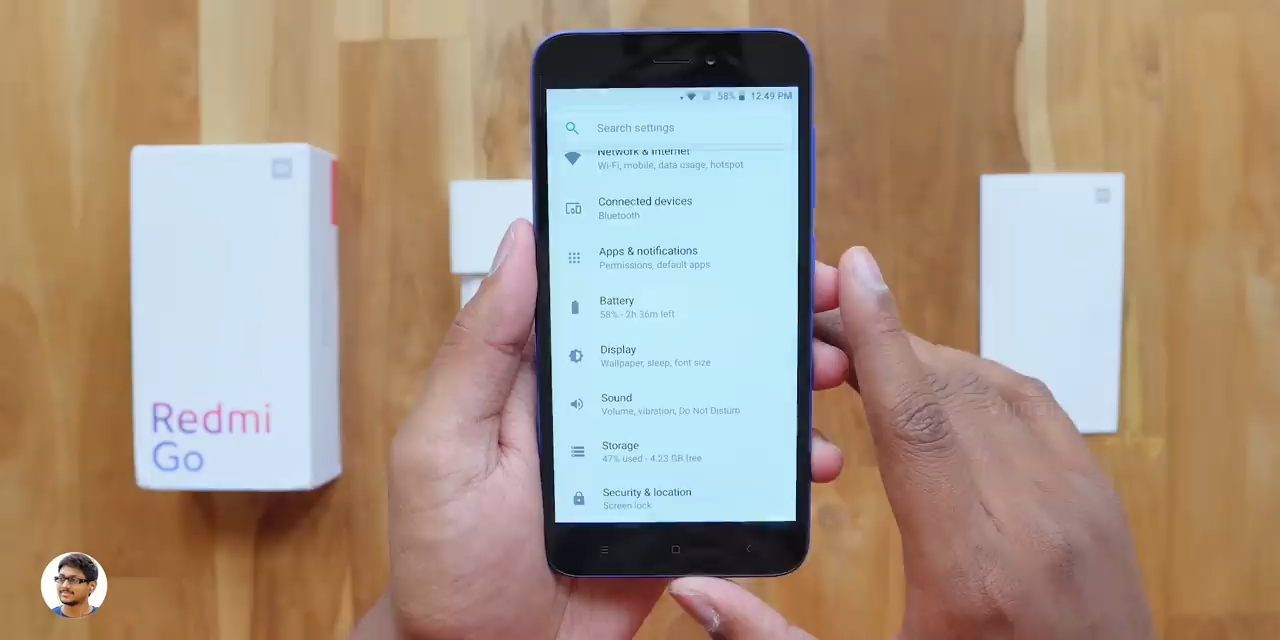 58% 12.49 PM
Search settings
Network & Internet
Wi-Fi, mobile, data usage, hotspot
Connected devices
Bluetooth
Apps & notifications
Permissions, default apps
Battery
58% - 2h 36m left
Display
Wallpaper, sleep, font size
Sound
Volume, vibration, Do Not Disturb
Storage
47% used - 4.23 GB free
Security & location
Screen lock
Redmi
Go